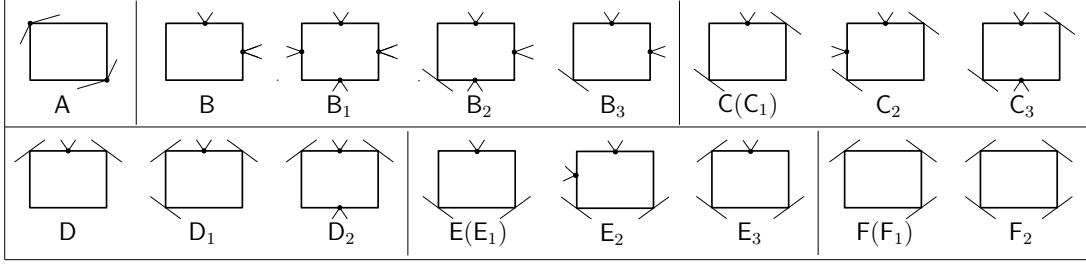 A B B₁ B₂ B₃ C(C₁) C₂ C₃
D D₁ D₂ E(E₁) E₂ E₃ F(F₁) F₂